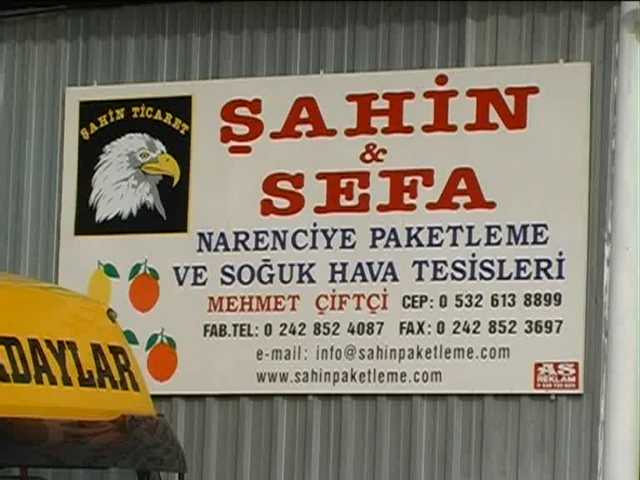 ŞAHİN TİCARET
ŞAHİN
&
SEFA
NARENCİYE PAKETLEME
VE SOĞUK HAVA TESİSLERİ
MEHMET ÇİFTÇİ CEP: 0 532 613 8899
FAB.TEL: 0 242 852 4087 FAX: 0 242 852 3697
e-mail: info@sahinpaketleme.com
www.sahinpaketleme.com
AS
REKLAM
DAYLAR